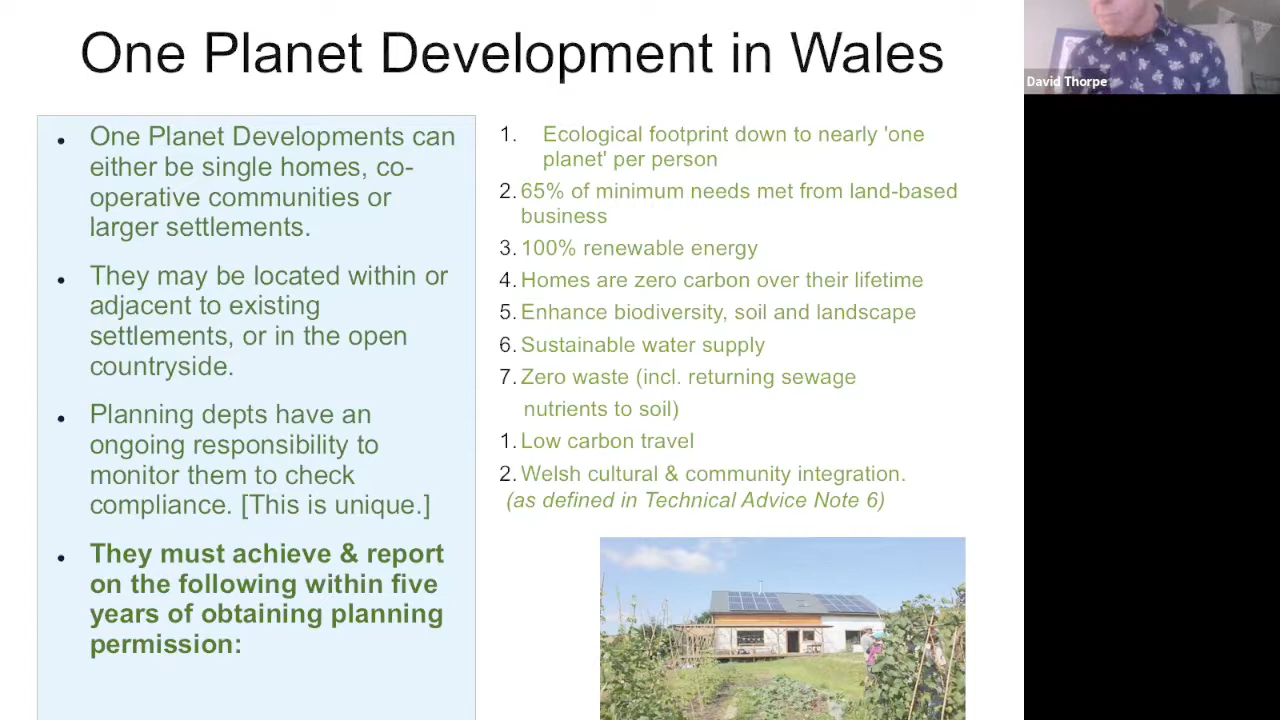 One Planet Development in Wales
David Thorpe
• One Planet Developments can
either be single homes, co-
operative communities or
larger settlements.
• They may be located within or
adjacent to existing
settlements, or in the open
countryside.
• Planning depts have an
ongoing responsibility to
monitor them to check
compliance. [This is unique.]
• They must achieve & report
on the following within five
years of obtaining planning
permission:
1. Ecological footprint down to nearly 'one
planet' per person
2. 65% of minimum needs met from land-based
business
3. 100% renewable energy
4. Homes are zero carbon over their lifetime
5. Enhance biodiversity, soil and landscape
6. Sustainable water supply
7. Zero waste (incl. returning sewage
nutrients to soil)
1. Low carbon travel
2. Welsh cultural & community integration.
(as defined in Technical Advice Note 6)